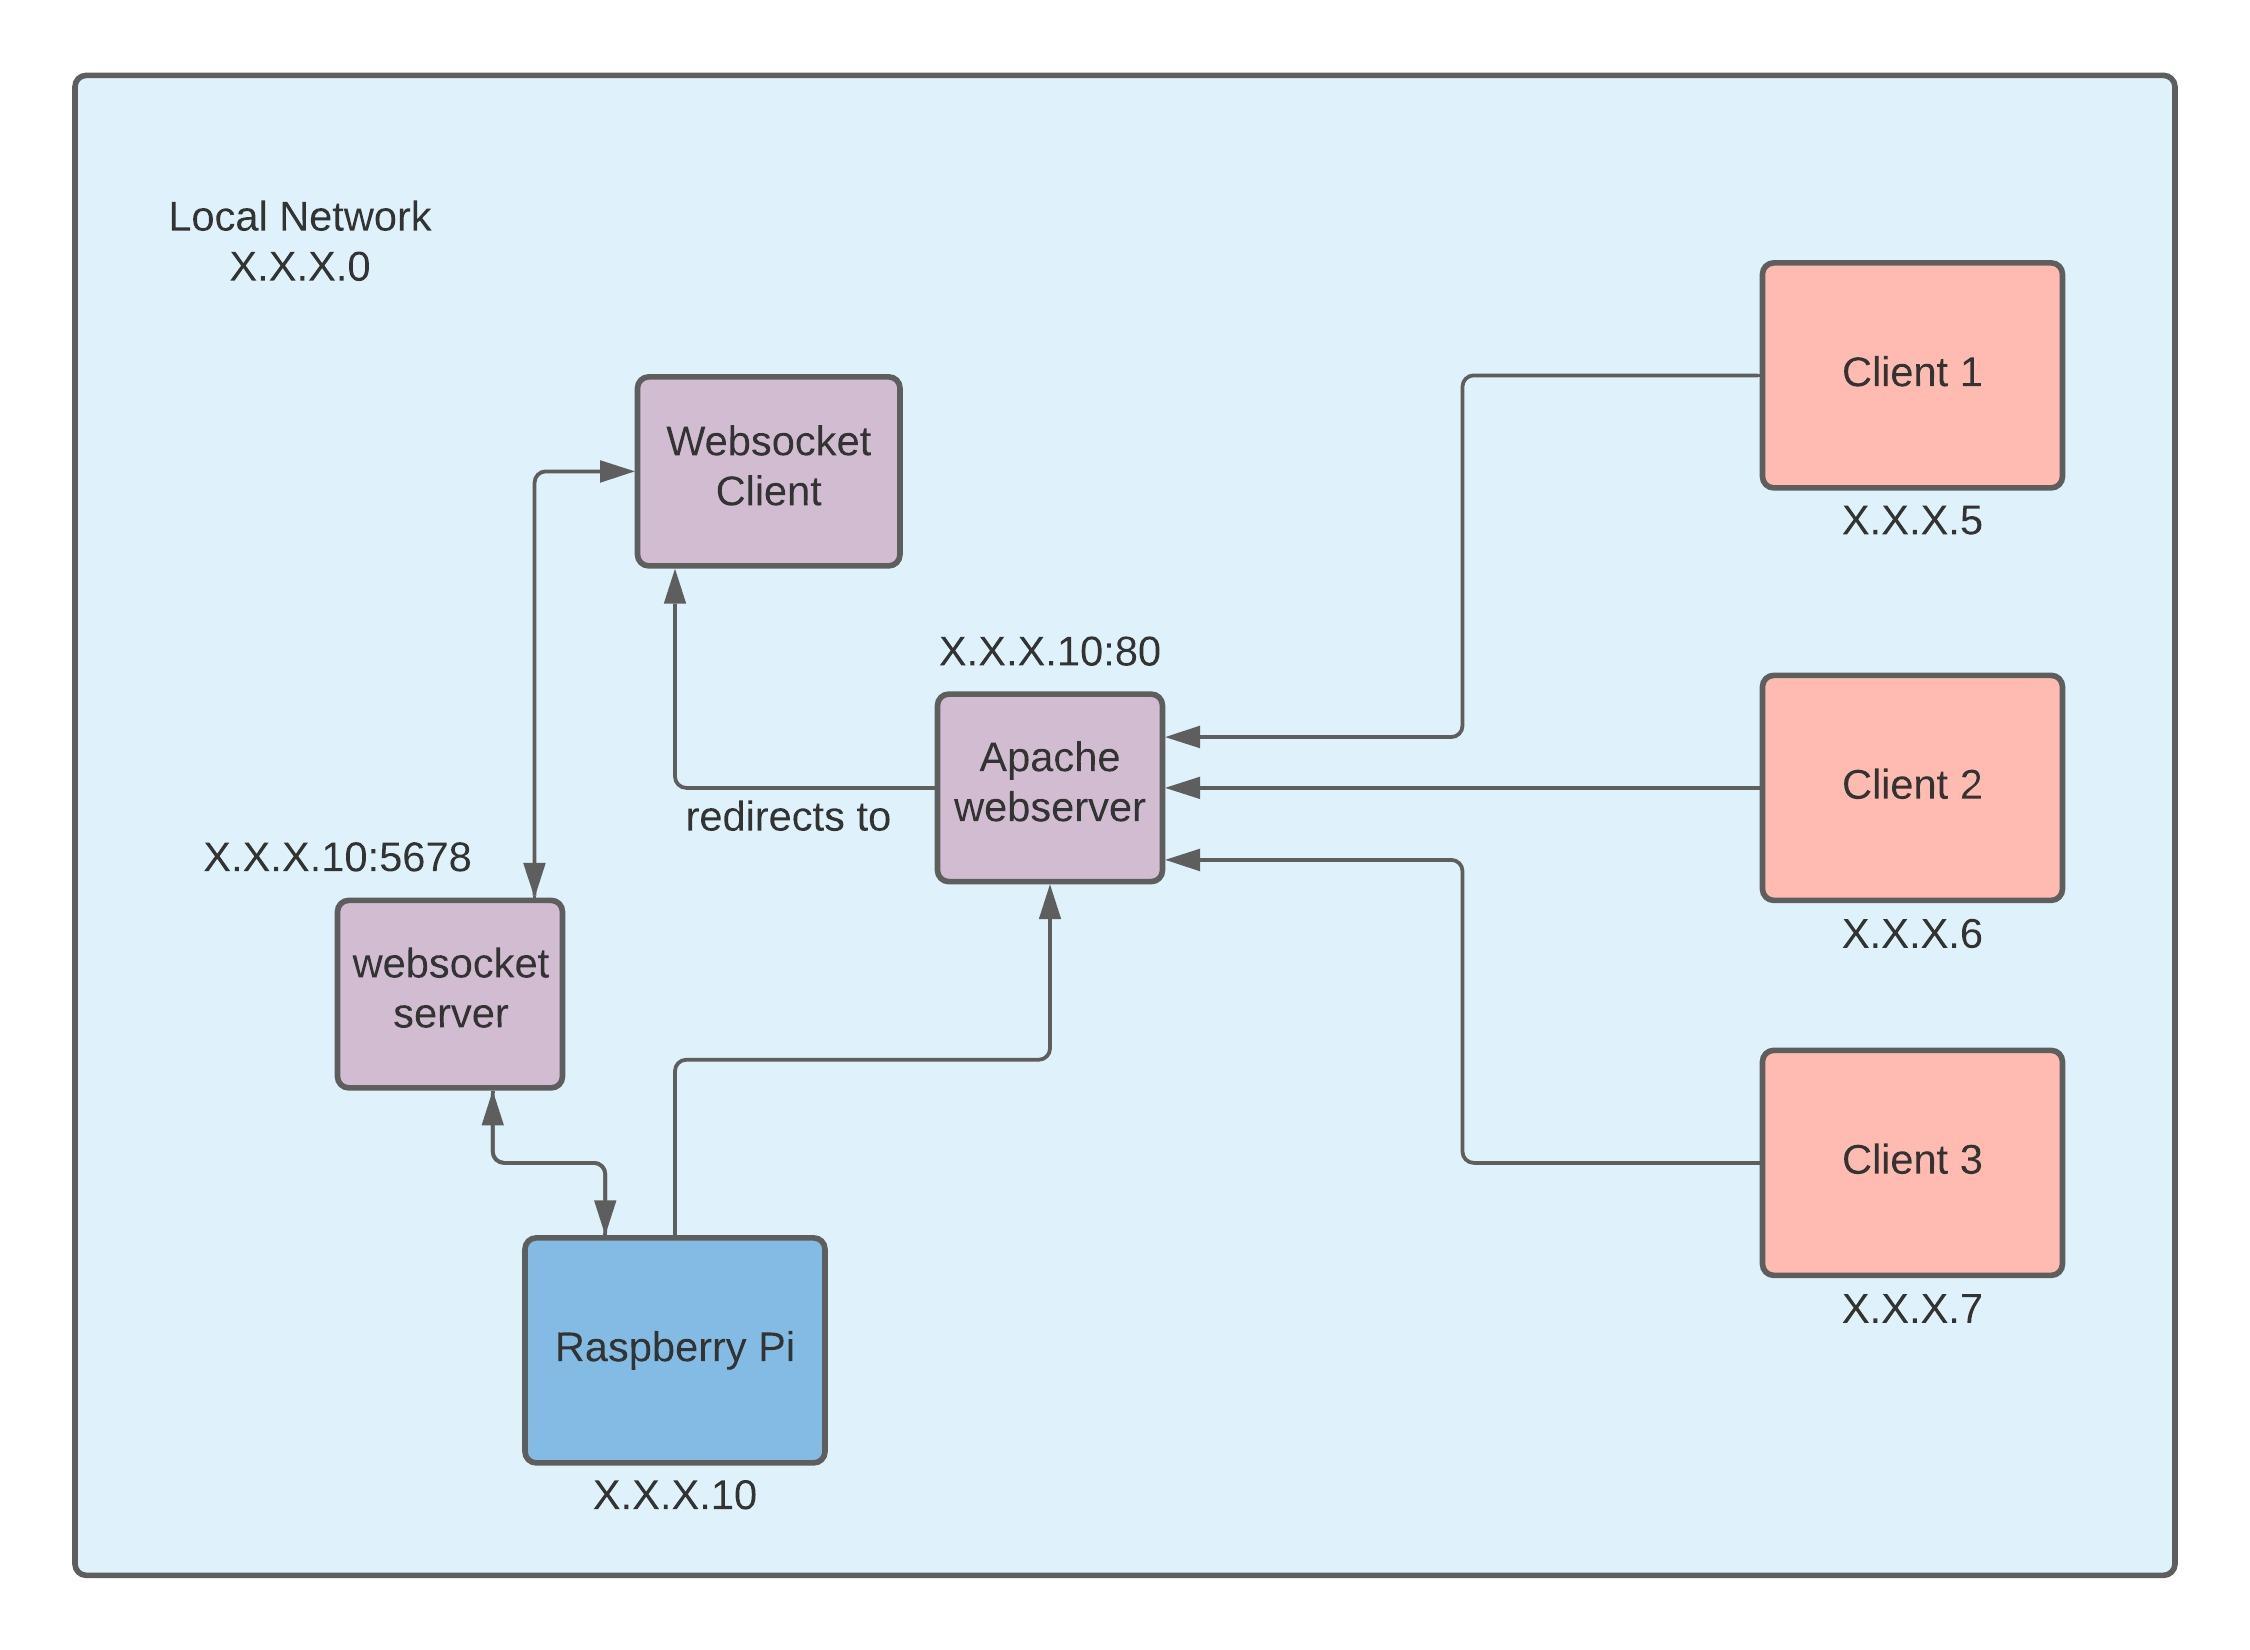 Local Network
X.X.X.0
Client 1
X.X.X.5
Websocket
Client
X.X.X.10:80
Apache
webserver
redirects to
Client 2
X.X.X.6
X.X.X.10:5678
websocket
server
Client 3
X.X.X.7
Raspberry Pi
X.X.X.10